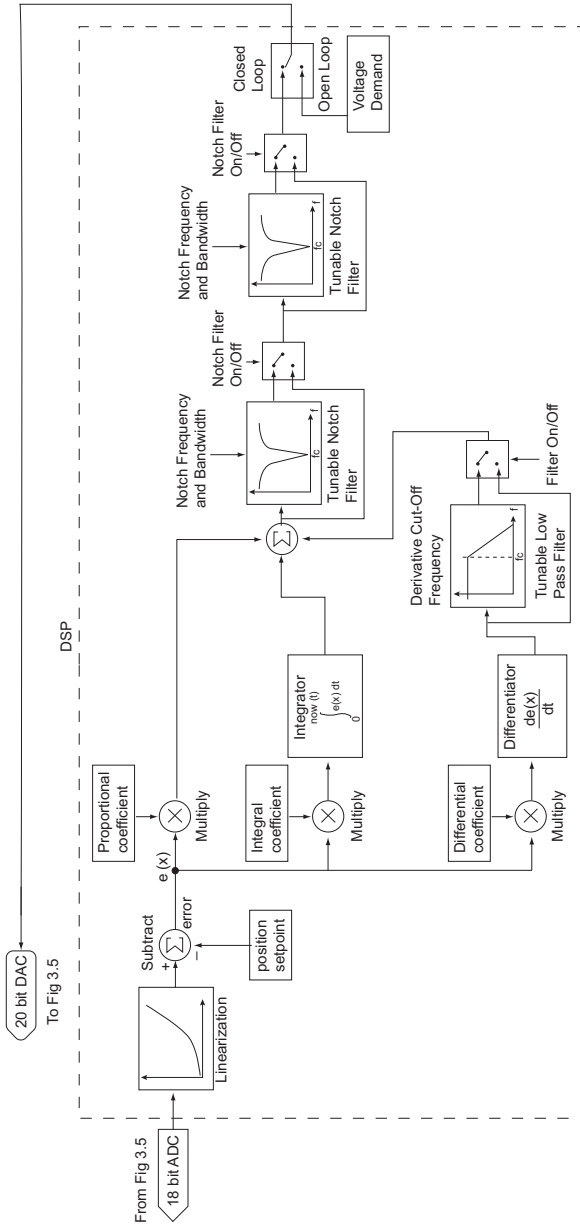 From Fig 3.5
18 bit ADC
20 bit DAC
To Fig 3.5
DSP
Linearization
Subtract
+
–
Σ
error
position
setpoint
e (x)
Proportional
coefficient
Multiply
Integral
coefficient
Multiply
Differential
coefficient
Multiply
Integrator
now (t)
∫ e(x) dt
0
Differentiator
de(x)
dt
Derivative Cut-Off
Frequency
f
fc
Tunable Low
Pass Filter
Filter On/Off
Σ
Notch Frequency
and Bandwidth
f
fc
Tunable Notch
Filter
Notch Filter
On/Off
Notch Frequency
and Bandwidth
f
fc
Tunable Notch
Filter
Notch Filter
On/Off
Closed
Loop
Open Loop
Voltage
Demand